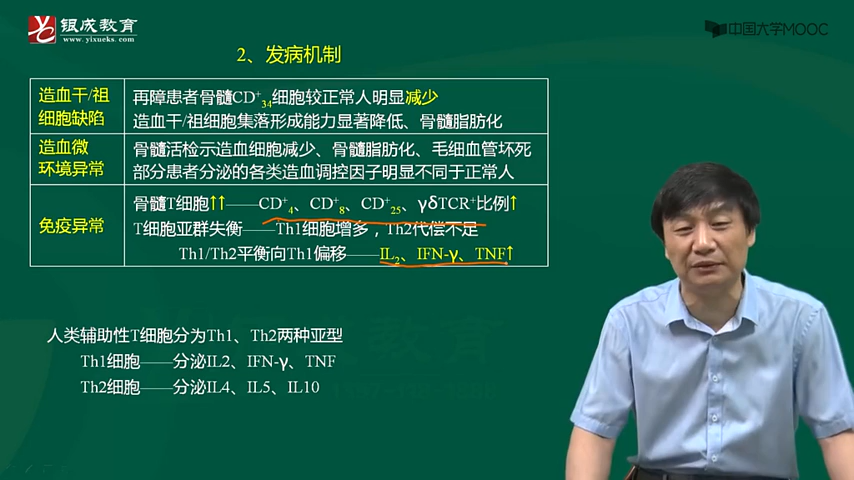 银成教育
www.yixueks.com
中国大学MOOC
2、发病机制
造血干/祖
细胞缺陷
再障患者骨髓CD⁺₃₄细胞较正常人明显减少
造血干/祖细胞集落形成能力显著降低、骨髓脂肪化
造血微
环境异常
骨髓活检示造血细胞减少、骨髓脂肪化、毛细血管坏死
部分患者分泌的各类造血调控因子明显不同于正常人
免疫异常
骨髓T细胞↑↑——CD⁺₄、CD⁺₈、CD⁺₂₅、γδTCR⁺比例↑
T细胞亚群失衡——Th1细胞增多，Th2代偿不足
Th1/Th2平衡向Th1偏移——IL₂、IFN-γ、TNF↑
人类辅助性T细胞分为Th1、Th2两种亚型
Th1细胞——分泌IL2、IFN-γ、TNF
Th2细胞——分泌IL4、IL5、IL10